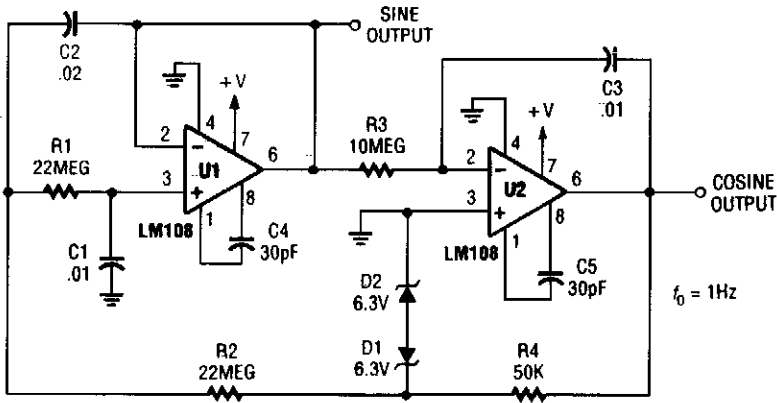 SINE
OUTPUT
C2
.02
C3
.01
+V
+V
4
7
2
6
U1
3
1
8
R1
22MEG
R3
10MEG
4
7
2
6
U2
3
1
8
COSINE
OUTPUT
LM108
C4
30pF
C1
.01
LM108
C5
30pF
D2
6.3V
f₀ = 1Hz
D1
6.3V
R2
22MEG
R4
50K